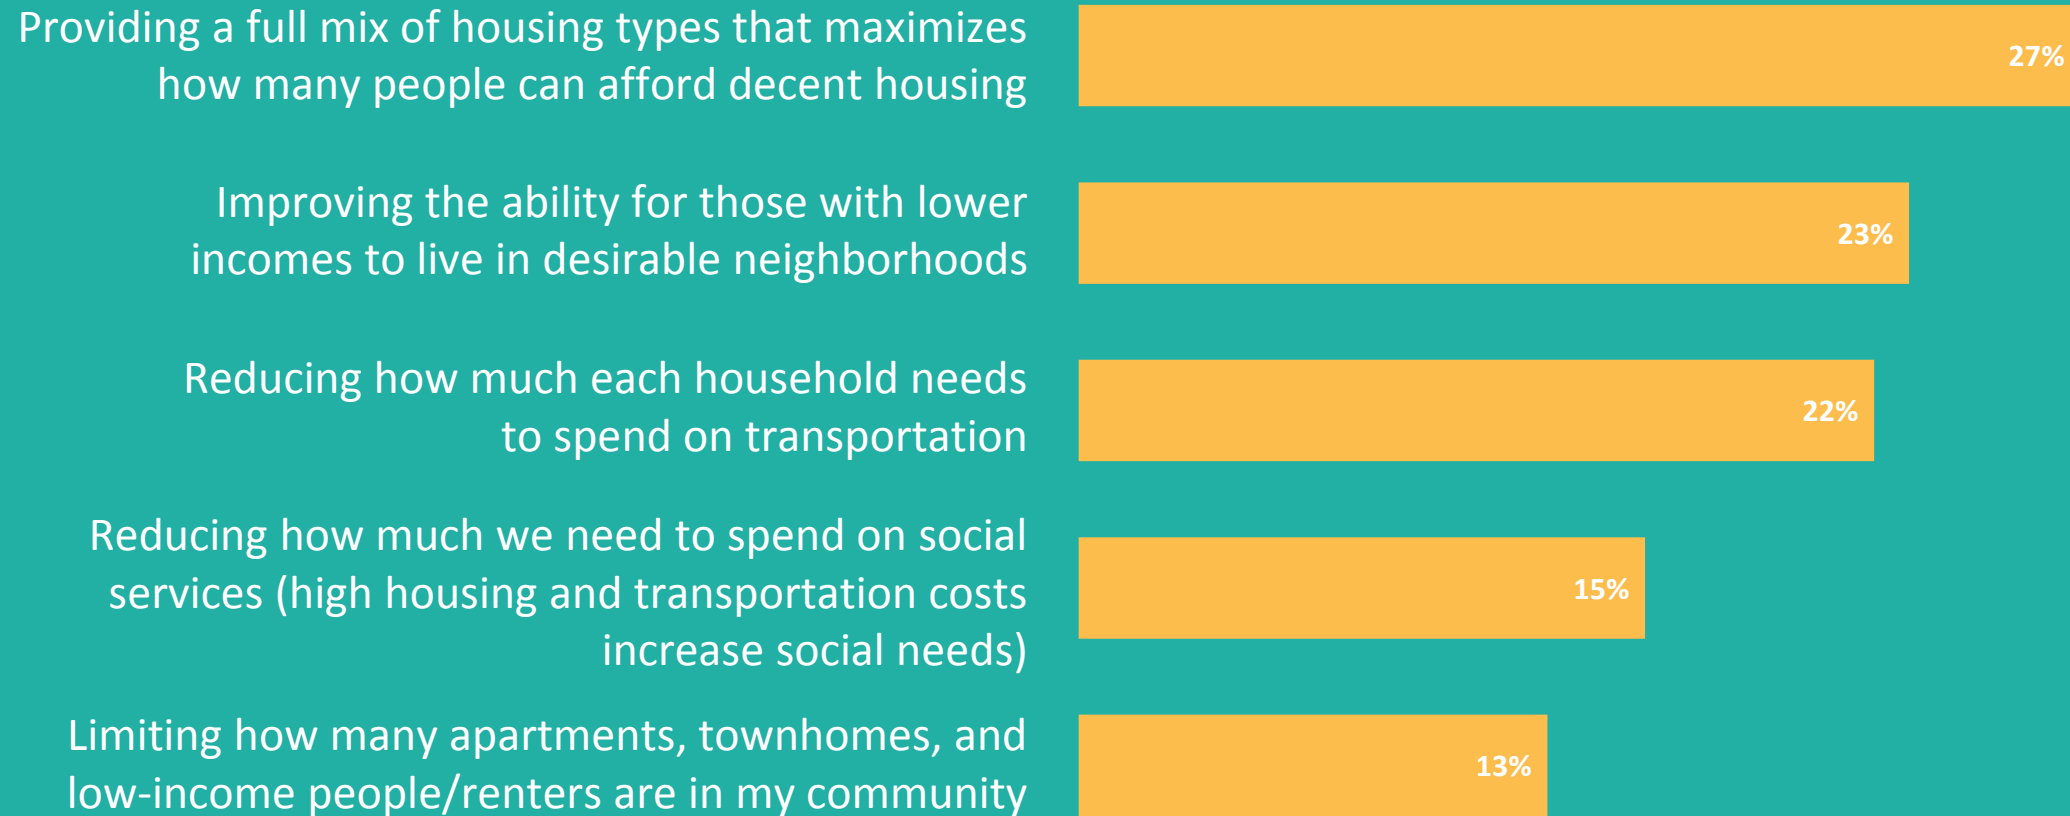 Providing a full mix of housing types that maximizes
how many people can afford decent housing
27%
Improving the ability for those with lower
incomes to live in desirable neighborhoods
23%
Reducing how much each household needs
to spend on transportation
22%
Reducing how much we need to spend on social
services (high housing and transportation costs
increase social needs)
15%
Limiting how many apartments, townhomes, and
low-income people/renters are in my community
13%